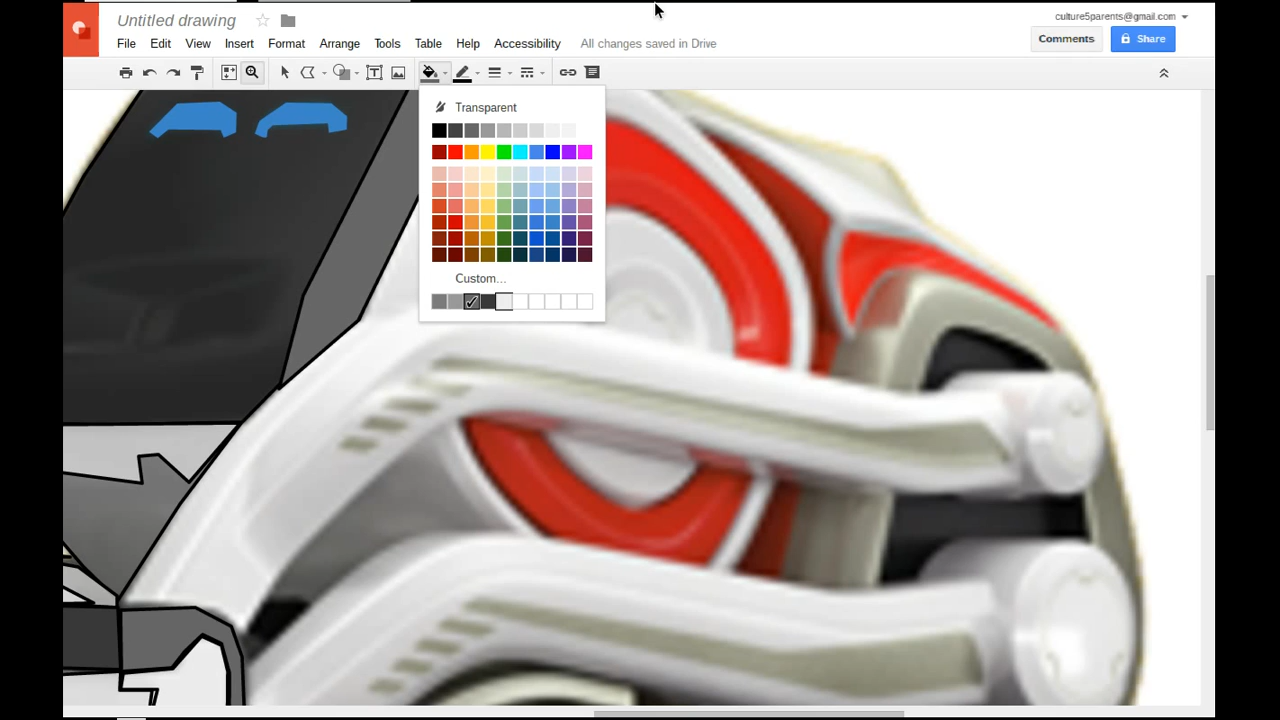 Untitled drawing
culture5parents@gmail.com
File Edit View Insert Format Arrange Tools Table Help Accessibility All changes saved in Drive
Comments Share
Transparent
Custom...